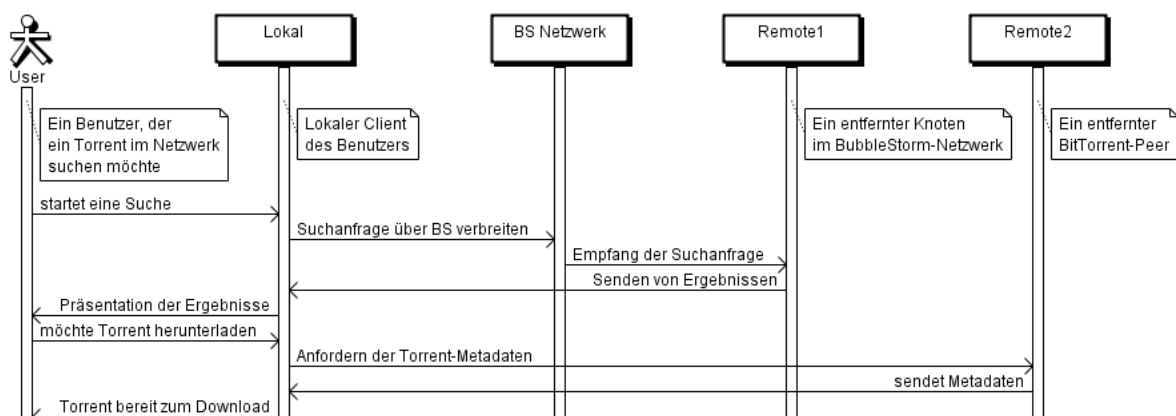 Lokal
BS Netzwerk
Remote1
Remote2
User
Ein Benutzer, der
ein Torrent im Netzwerk
suchen möchte
Lokaler Client
des Benutzers
Ein entfernter Knoten
im BubbleStorm-Netzwerk
Ein entfernter
BitTorrent-Peer
startet eine Suche
Suchanfrage über BS verbreiten
Empfang der Suchanfrage
Senden von Ergebnissen
Präsentation der Ergebnisse
möchte Torrent herunterladen
Anfordern der Torrent-Metadaten
sendet Metadaten
Torrent bereit zum Download